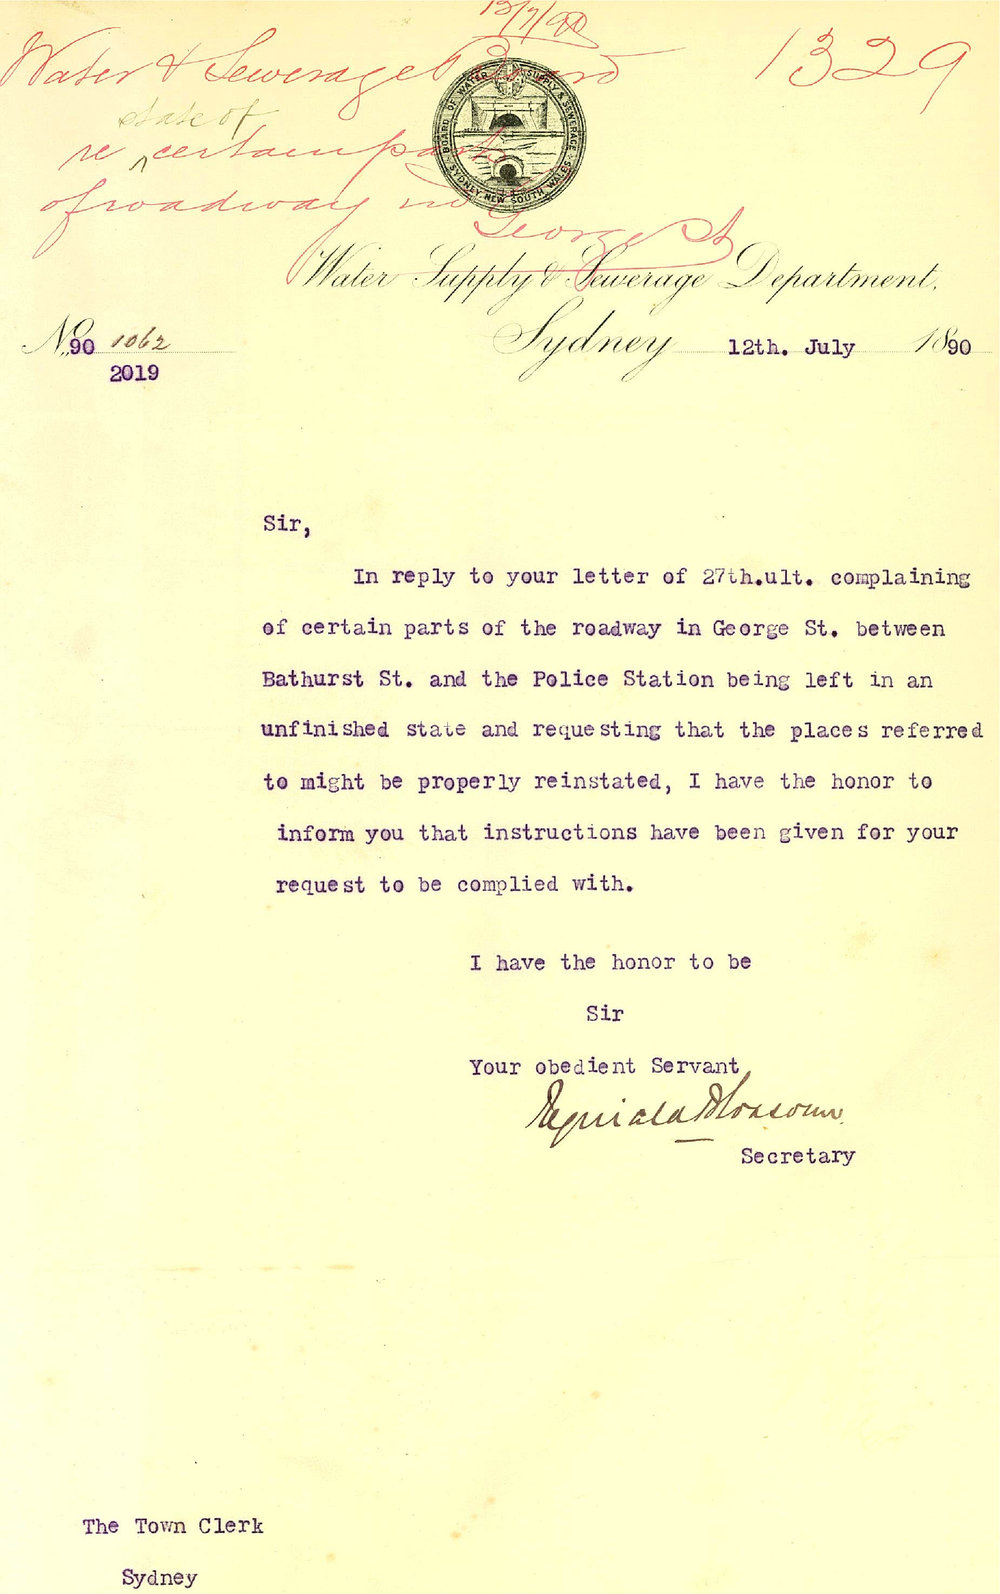 12/7/90
Water & Sewerage Board
1329
state of
re certain parts
of roadway in
George St
BOARD OF WATER SUPPLY & SEWERAGE
SYDNEY, NEW SOUTH WALES
Water Supply & Sewerage Department.
No. 90 1062
2019
Sydney 12th. July 1890
Sir,
In reply to your letter of 27th.ult. complaining
of certain parts of the roadway in George St. between
Bathurst St. and the Police Station being left in an
unfinished state and requesting that the places referred
to might be properly reinstated, I have the honor to
inform you that instructions have been given for your
request to be complied with.
I have the honor to be
Sir
Your obedient Servant
Secretary
The Town Clerk
Sydney